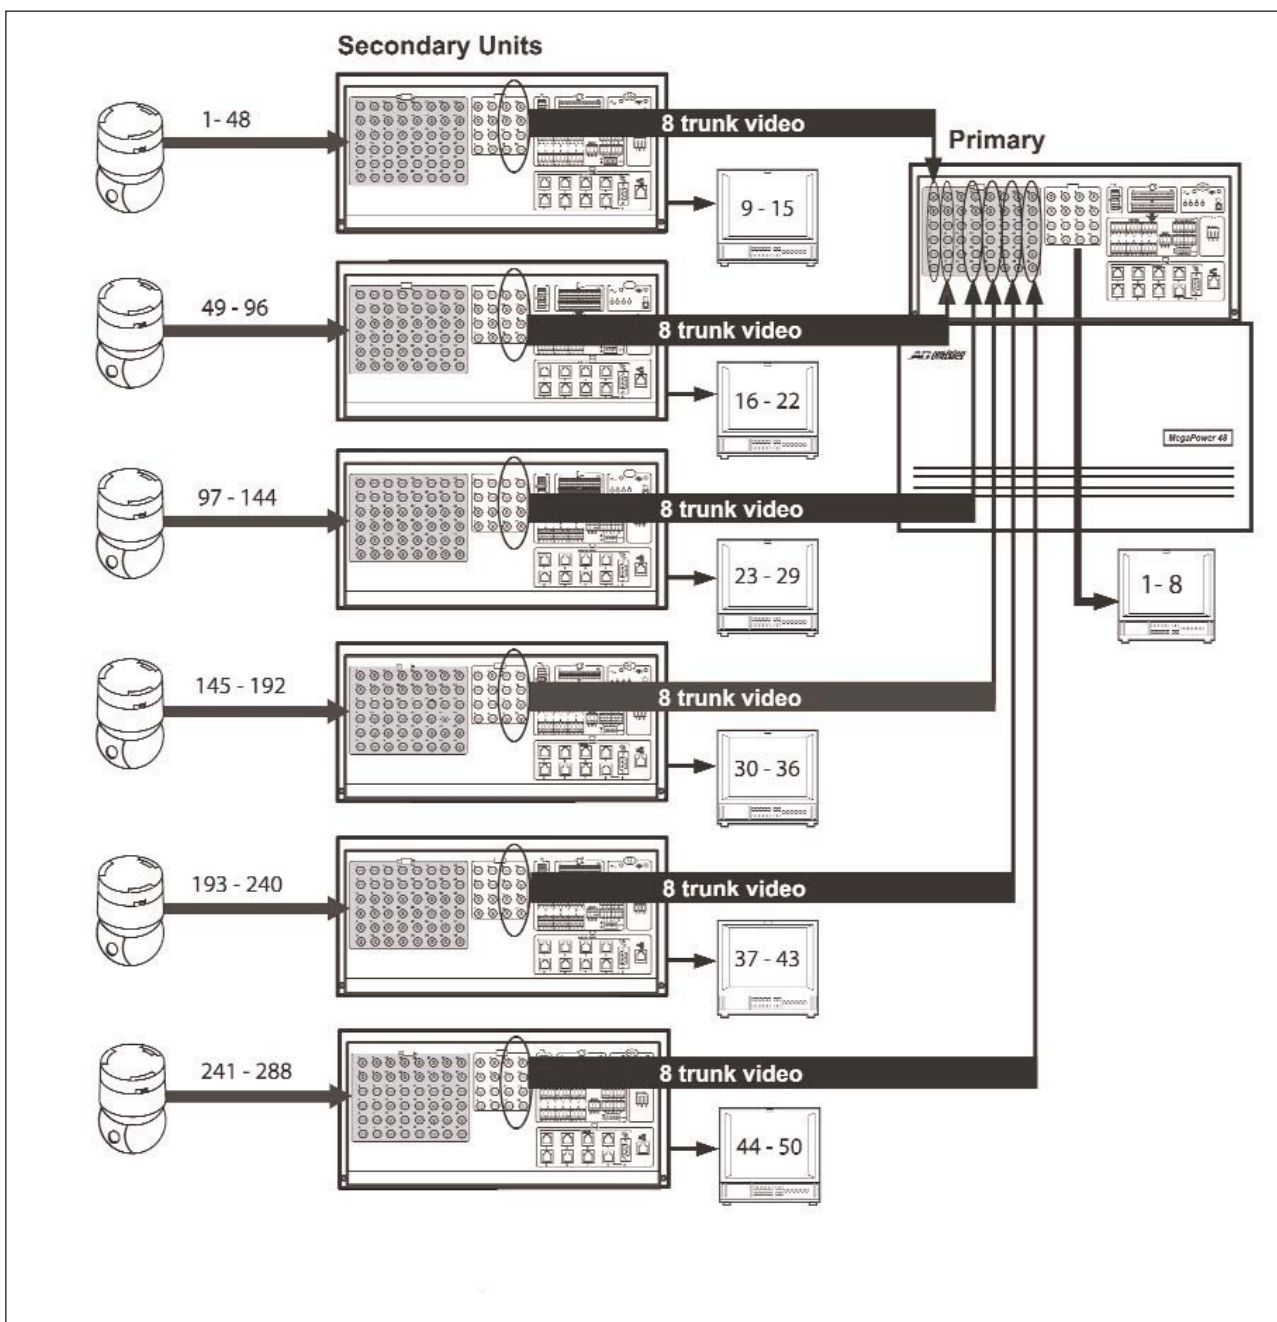 Secondary Units
1- 48
8 trunk video
Primary
9 - 15
49 - 96
8 trunk video
16 - 22
MegaPower 48
97 - 144
8 trunk video
23 - 29
1- 8
145 - 192
8 trunk video
30 - 36
193 - 240
8 trunk video
37 - 43
241 - 288
8 trunk video
44 - 50